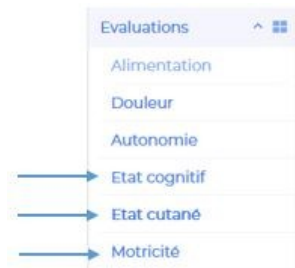 Evaluations
Alimentation
Douleur
Autonomie
Etat cognitif
Etat cutané
Motricité